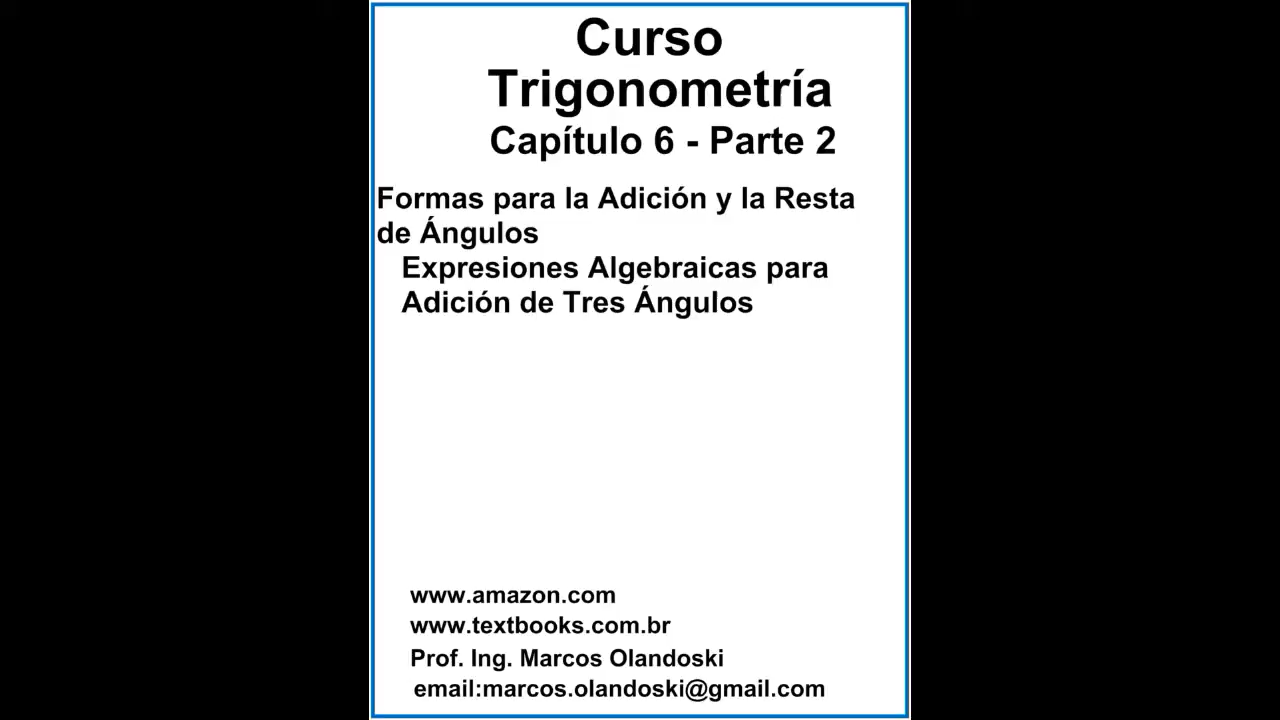 Curso
Trigonometría
Capítulo 6 - Parte 2
Formas para la Adición y la Resta
de Ángulos
Expresiones Algebraicas para
Adición de Tres Ángulos
www.amazon.com
www.textbooks.com.br
Prof. Ing. Marcos Olandoski
email:marcos.olandoski@gmail.com